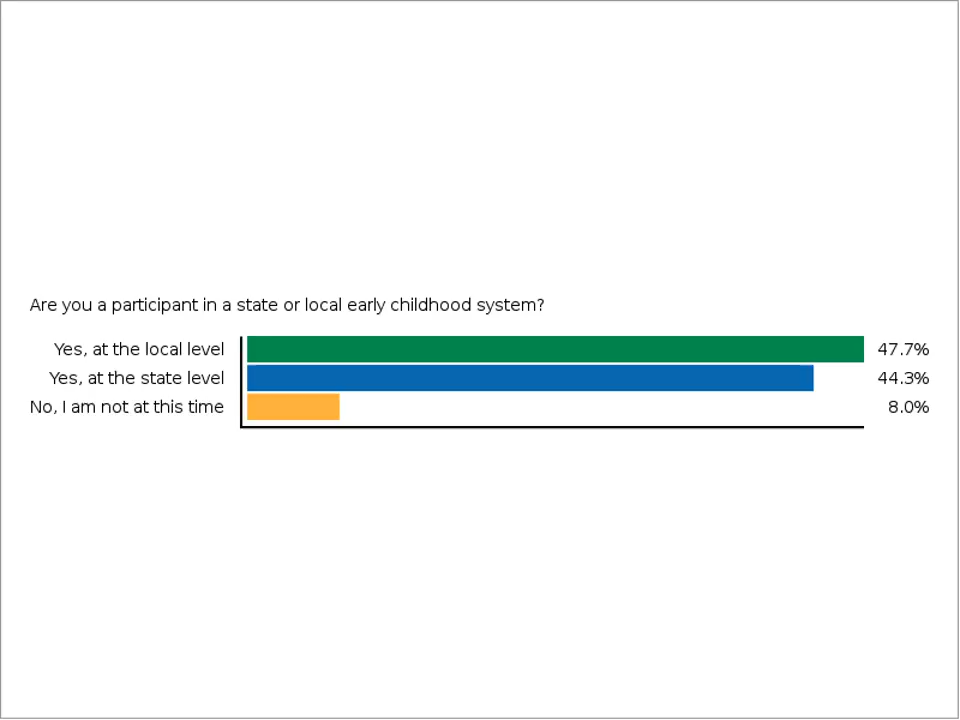 Are you a participant in a state or local early childhood system?
Yes, at the local level 47.7%
Yes, at the state level 44.3%
No, I am not at this time 8.0%